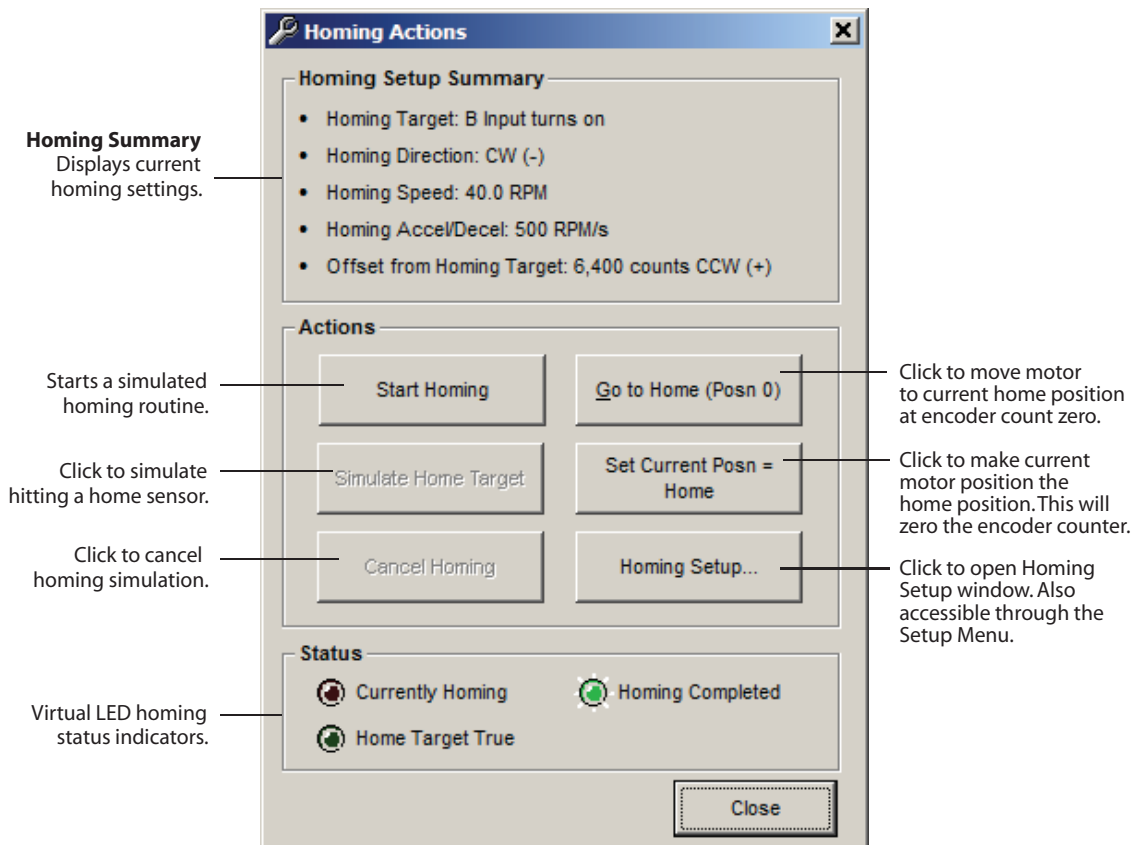 Homing Actions
Homing Setup Summary
• Homing Target: B Input turns on
• Homing Direction: CW (-)
• Homing Speed: 40.0 RPM
• Homing Accel/Decel: 500 RPM/s
• Offset from Homing Target: 6,400 counts CCW (+)
Homing Summary
Displays current
homing settings.
Actions
Start Homing
Go to Home (Posn 0)
Simulate Home Target
Set Current Posn =
Home
Cancel Homing
Homing Setup...
Starts a simulated
homing routine.
Click to simulate
hitting a home sensor.
Click to cancel
homing simulation.
Click to move motor
to current home position
at encoder count zero.
Click to make current
motor position the
home position. This will
zero the encoder counter.
Click to open Homing
Setup window. Also
accessible through the
Setup Menu.
Status
Currently Homing
Homing Completed
Home Target True
Virtual LED homing
status indicators.
Close